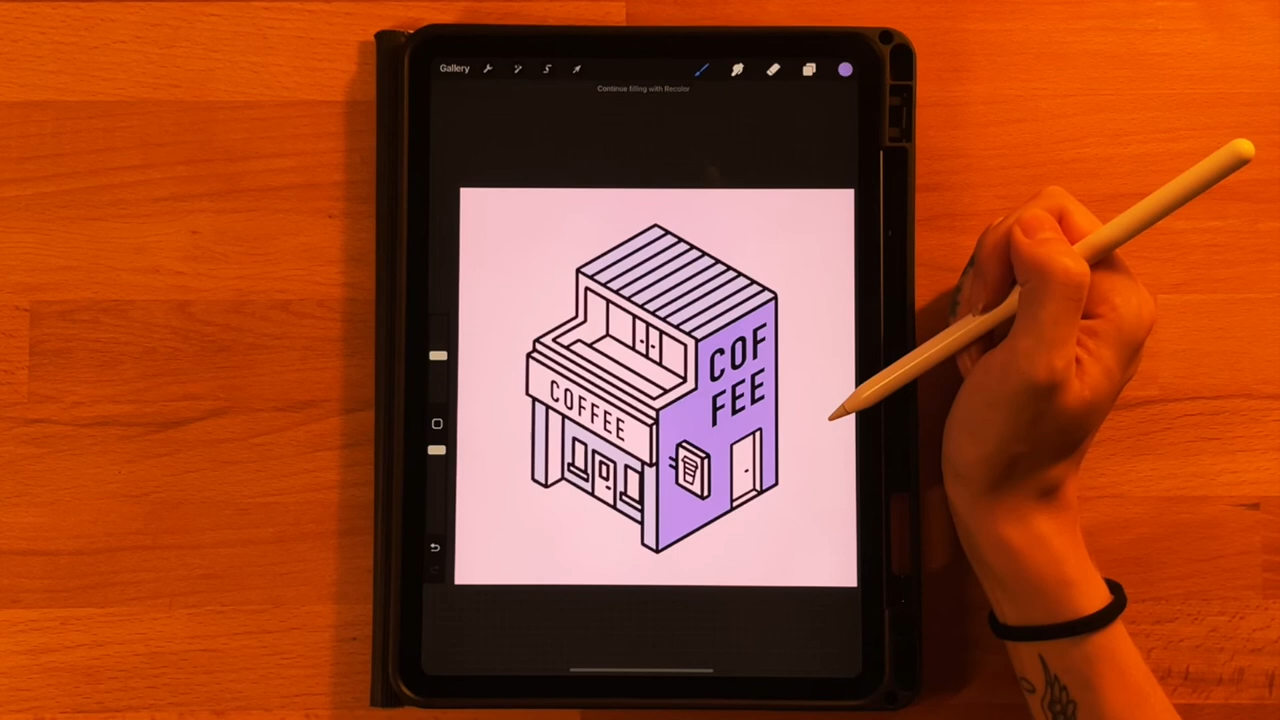 Gallery
Continue filling with Recolor
COF
FEE
COFFEE